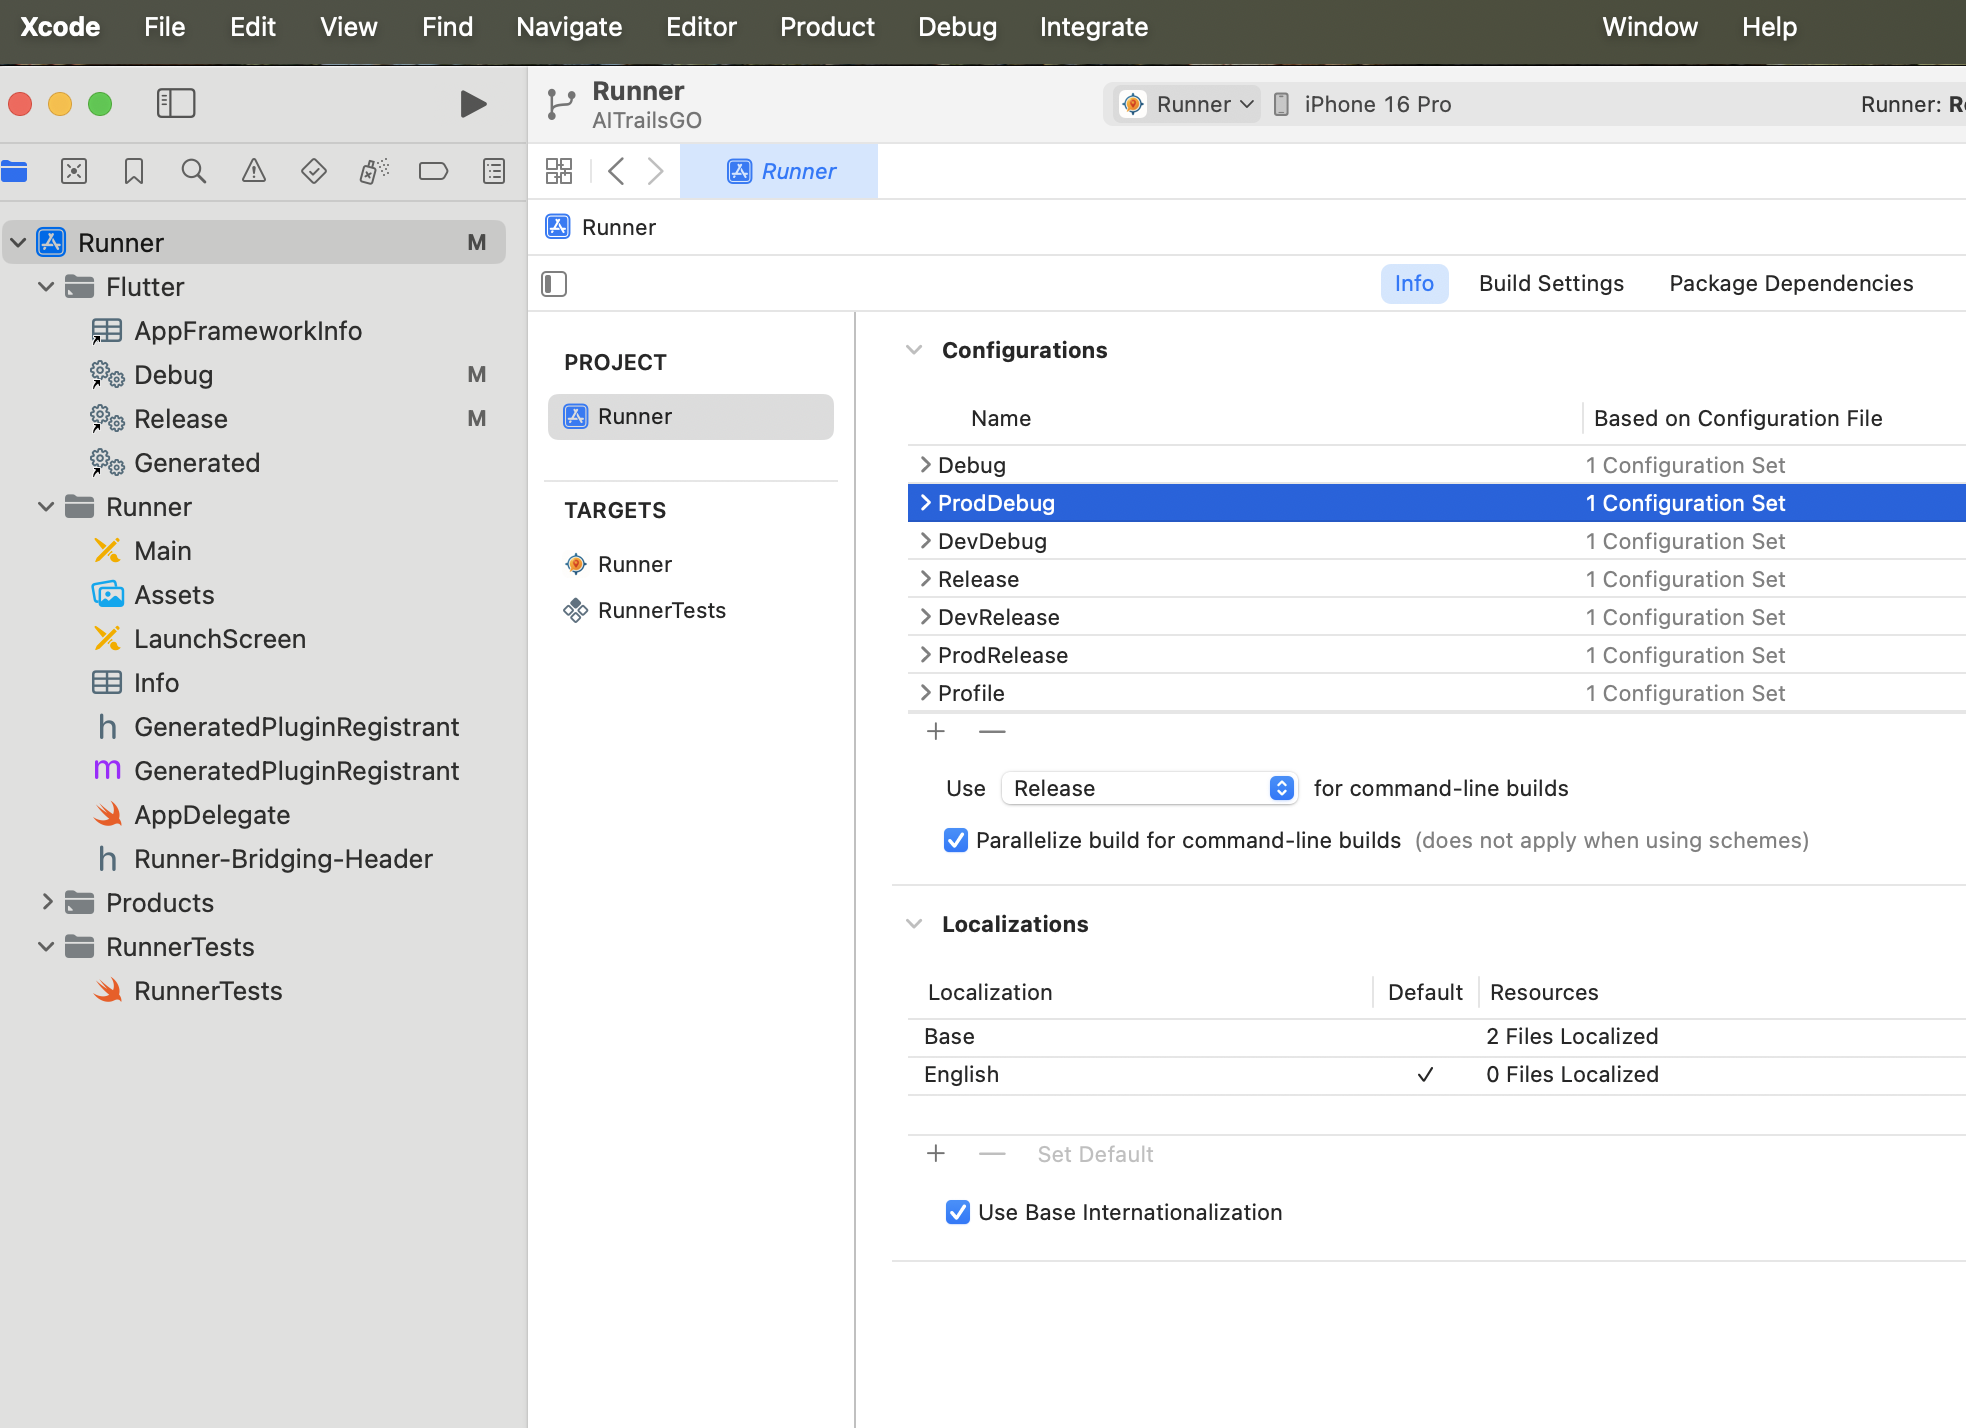 Xcode File Edit View Find Navigate Editor Product Debug Integrate Window Help
Runner
AITrailsGO
Runner
iPhone 16 Pro
Runner:
Runner
Runner
Info Build Settings Package Dependencies
Runner M
Flutter
AppFrameworkInfo
Debug M
Release M
Generated
Runner
Main
Assets
LaunchScreen
Info
h GeneratedPluginRegistrant
m GeneratedPluginRegistrant
AppDelegate
h Runner-Bridging-Header
Products
RunnerTests
RunnerTests
PROJECT
Runner
TARGETS
Runner
RunnerTests
Configurations
Name Based on Configuration File
Debug 1 Configuration Set
ProdDebug 1 Configuration Set
DevDebug 1 Configuration Set
Release 1 Configuration Set
DevRelease 1 Configuration Set
ProdRelease 1 Configuration Set
Profile 1 Configuration Set
Use Release for command-line builds
Parallelize build for command-line builds (does not apply when using schemes)
Localizations
Localization Default Resources
Base 2 Files Localized
English 0 Files Localized
Set Default
Use Base Internationalization